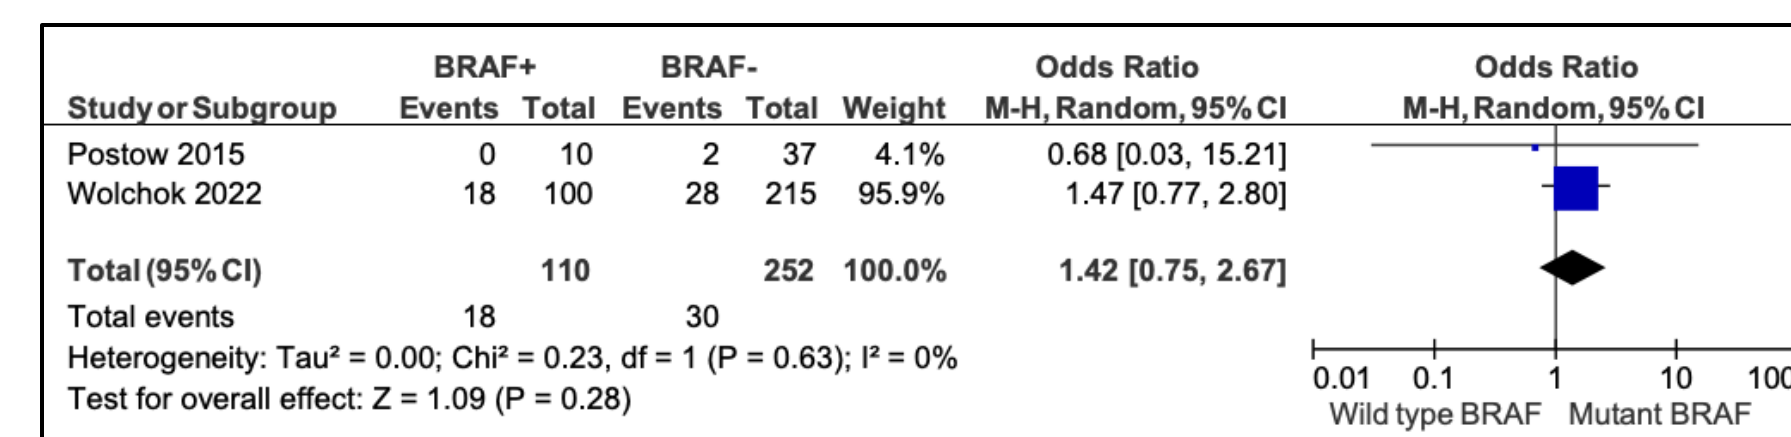 BRAF+ BRAF- Odds Ratio Odds Ratio
Study or Subgroup Events Total Events Total Weight M-H, Random, 95% CI M-H, Random, 95% CI
Postow 2015 0 10 2 37 4.1% 0.68 [0.03, 15.21]
Wolchok 2022 18 100 28 215 95.9% 1.47 [0.77, 2.80]
Total (95% CI) 110 252 100.0% 1.42 [0.75, 2.67]
Total events 18 30
Heterogeneity: Tau² = 0.00; Chi² = 0.23, df = 1 (P = 0.63); I² = 0%
Test for overall effect: Z = 1.09 (P = 0.28)
0.01 0.1 1 10 100
Wild type BRAF Mutant BRAF